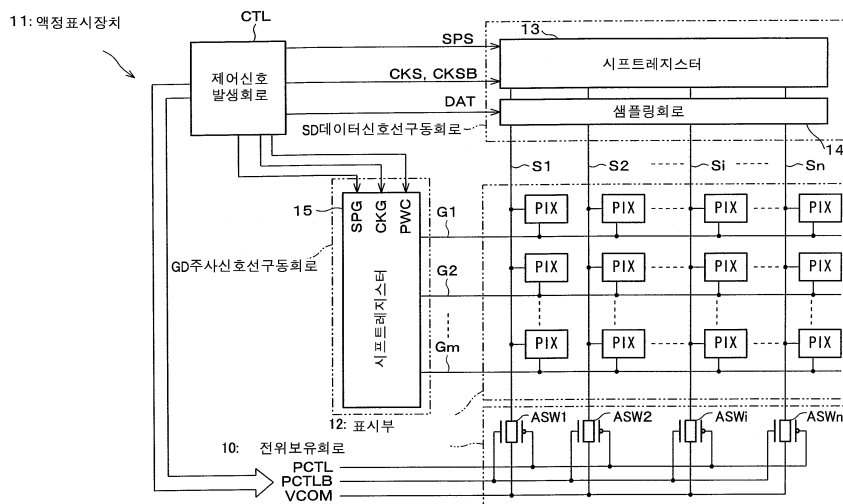 11: 액정표시장치
CTL
제어신호
발생회로
SPS
CKS, CKSB
DAT
13
시프트레지스터
샘플링회로
14
SD데이터신호선구동회로
S1 S2 Si Sn
15
SPG
CKG
PWC
시프트레지스터
GD주사신호선구동회로
G1
PIX PIX PIX PIX
G2
PIX PIX PIX PIX
Gm
PIX PIX PIX PIX
12: 표시부
ASW1 ASW2 ASWi ASWn
10: 전위보유회로
PCTL
PCTLB
VCOM